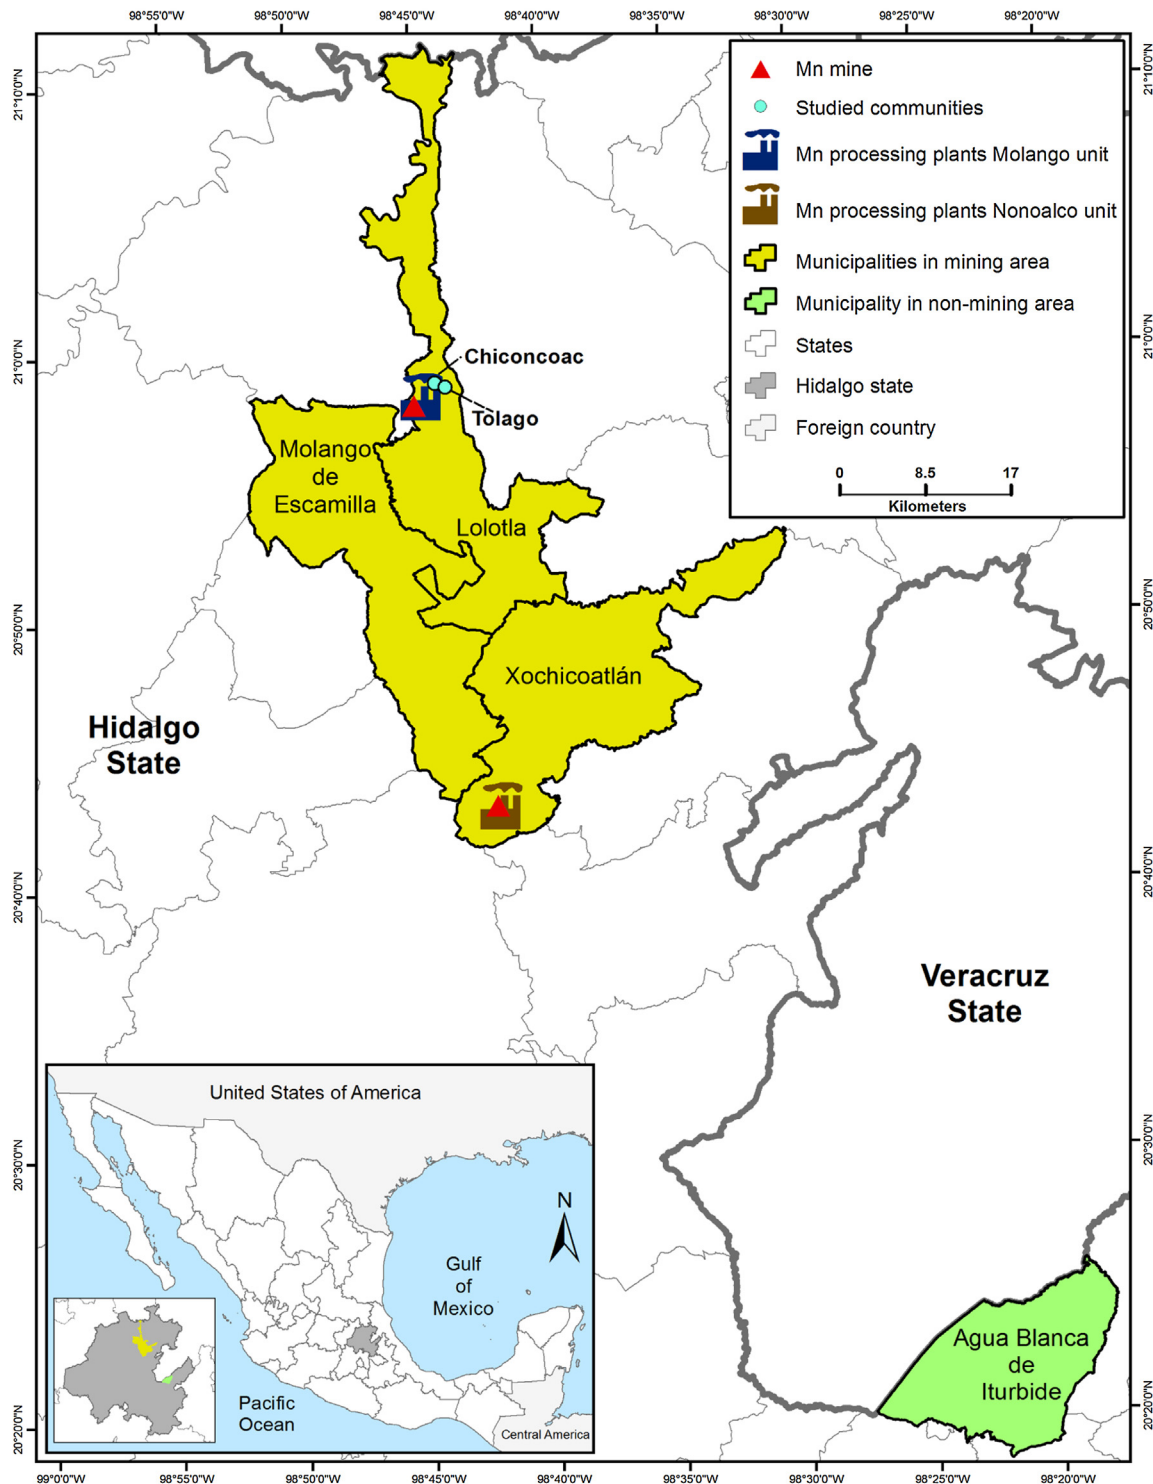 98°55'0"W 98°50'0"W 98°45'0"W 98°40'0"W 98°35'0"W 98°30'0"W 98°25'0"W 98°20'0"W
Mn mine
Studied communities
Mn processing plants Molango unit
Mn processing plants Nonoalco unit
Municipalities in mining area
Municipality in non-mining area
States
Hidalgo state
Foreign country
0 8.5 17
Kilometers
21°10'0"N
21°10'0"N
21°0'0"N
21°0'0"N
20°50'0"N
20°50'0"N
20°40'0"N
20°40'0"N
20°30'0"N
20°30'0"N
20°20'0"N
20°20'0"N
Chiconcoac
Tolago
Molango
de
Escamilla
Lolotla
Xochicoatlán
Hidalgo
State
Veracruz
State
United States of America
N
Gulf
of
Mexico
Pacific
Ocean
Central America
Agua Blanca
de
Iturbide
99°0'0"W 98°55'0"W 98°50'0"W 98°45'0"W 98°40'0"W 98°35'0"W 98°30'0"W 98°25'0"W 98°20'0"W